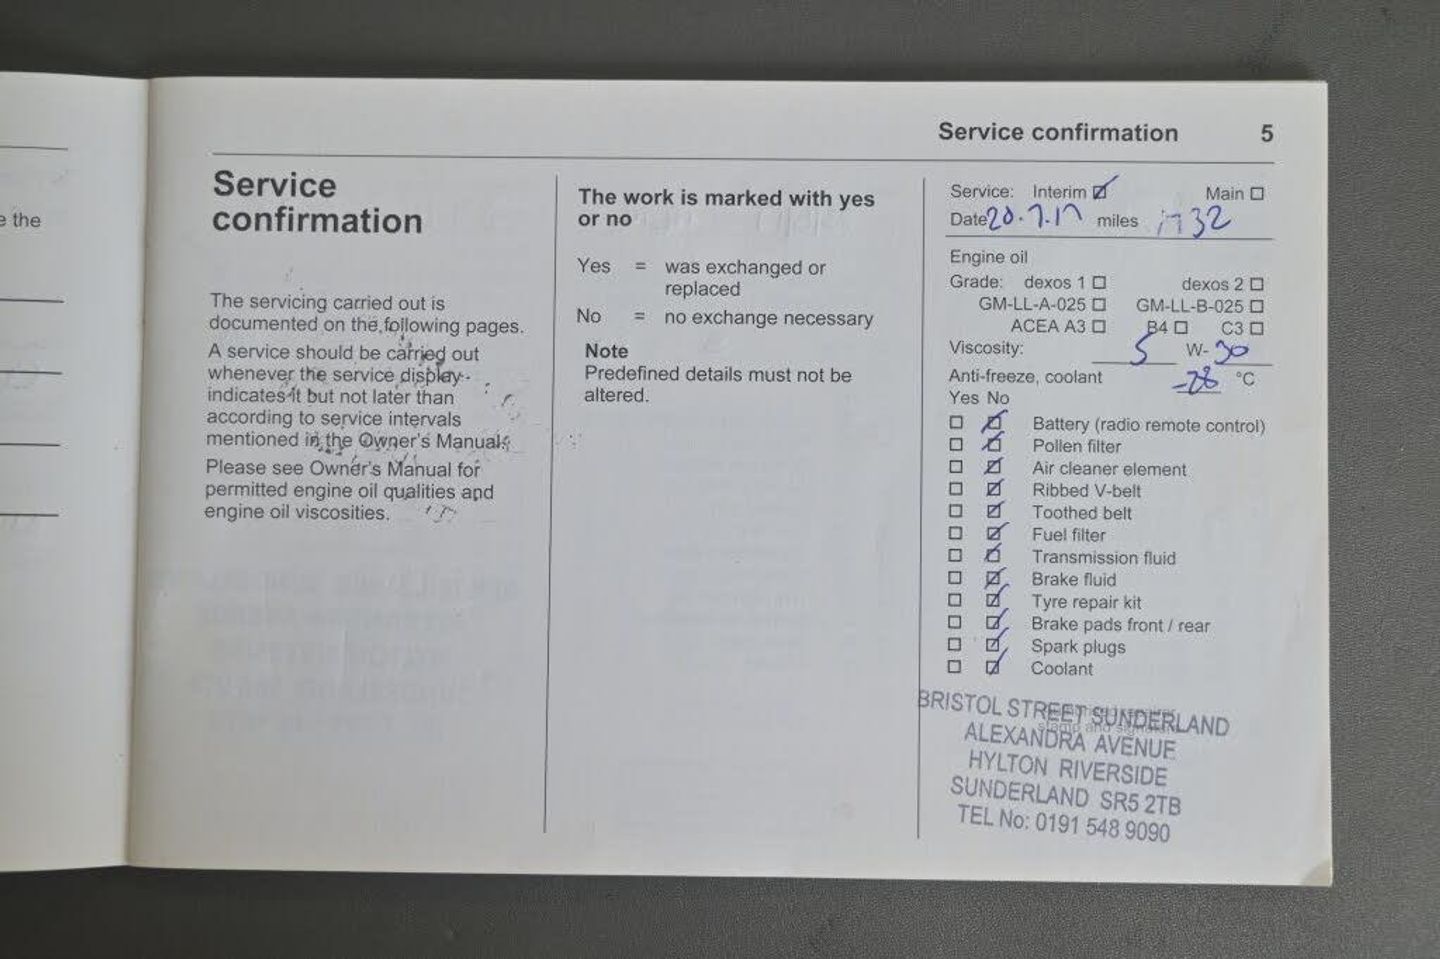 e the
Service confirmation 5
Service
confirmation
The servicing carried out is
documented on the following pages.
A service should be carried out
whenever the service display
indicates it but not later than
according to service intervals
mentioned in the Owner's Manual.
Please see Owner's Manual for
permitted engine oil qualities and
engine oil viscosities.
The work is marked with yes
or no
Yes = was exchanged or
replaced
No = no exchange necessary
Note
Predefined details must not be
altered.
Service: Interim ☑ Main ☐
Date 20.7.17 miles
Engine oil
Grade: dexos 1 ☐ dexos 2 ☐
GM-LL-A-025 ☐ GM-LL-B-025 ☐
ACEA A3 ☐ B4 ☐ C3 ☐
Viscosity: 5 W- 30
Anti-freeze, coolant -28 °C
Yes No
☐ ☑ Battery (radio remote control)
☐ ☑ Pollen filter
☐ ☑ Air cleaner element
☐ ☑ Ribbed V-belt
☐ ☑ Toothed belt
☐ ☑ Fuel filter
☐ ☑ Transmission fluid
☐ ☑ Brake fluid
☐ ☑ Tyre repair kit
☐ ☑ Brake pads front / rear
☐ ☑ Spark plugs
☐ ☑ Coolant
BRISTOL STREET SUNDERLAND
ALEXANDRA AVENUE
HYLTON RIVERSIDE
SUNDERLAND SR5 2TB
TEL No: 0191 548 9090